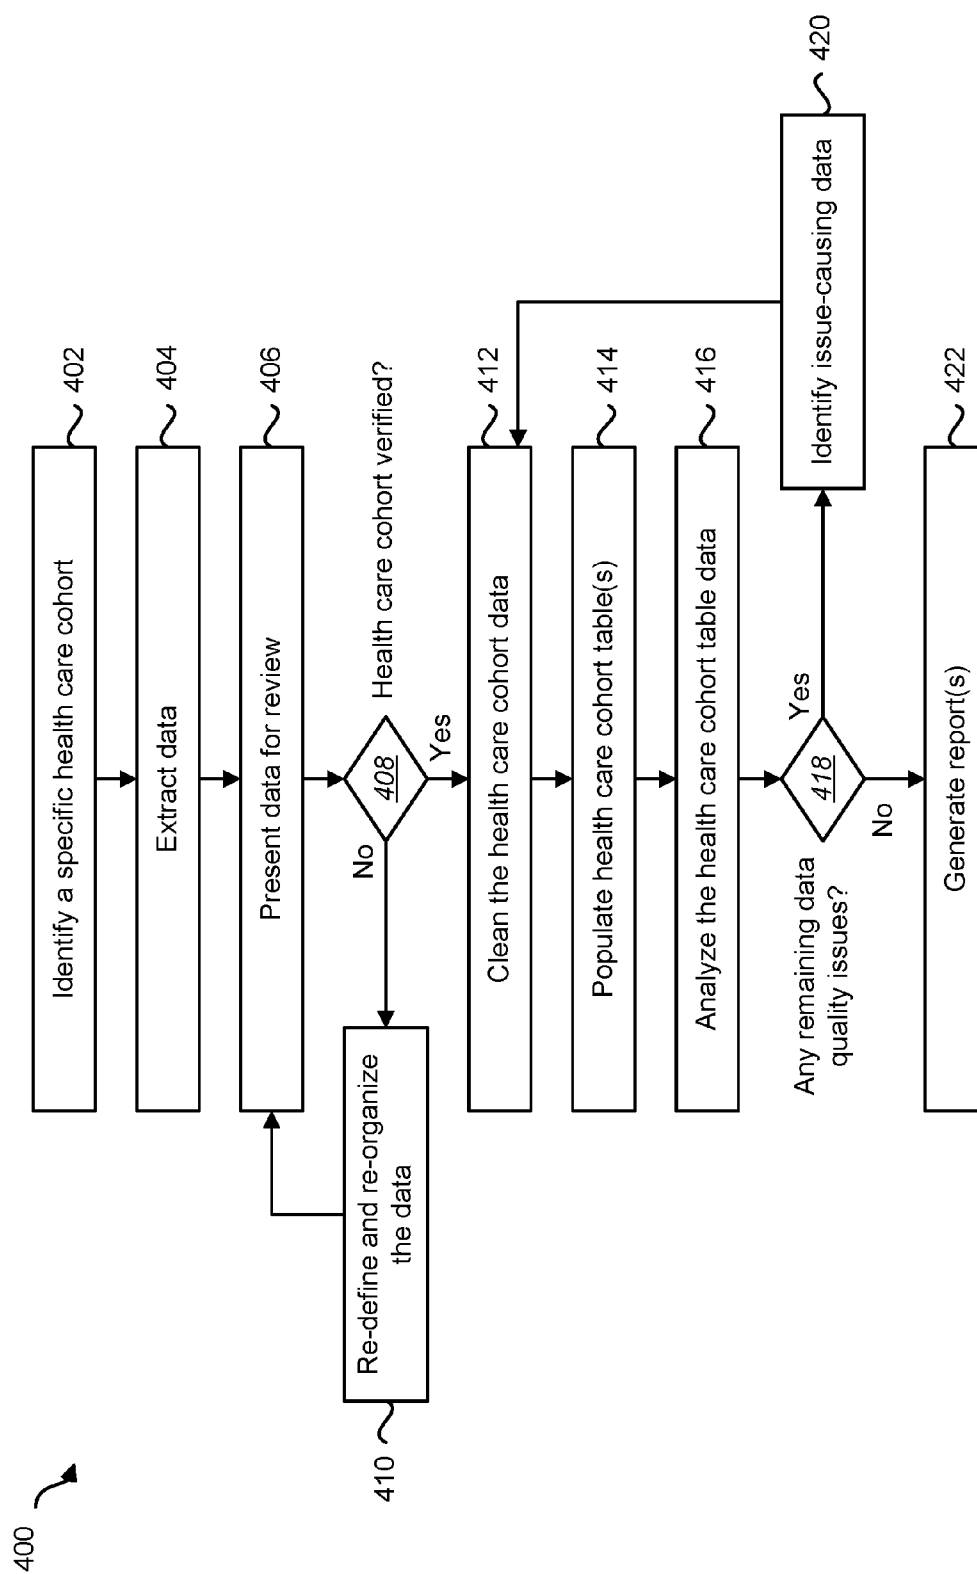 400
Identify a specific health care cohort
402
Extract data
404
Present data for review
406
408
Health care cohort verified?
No
Yes
Re-define and re-organize
the data
410
Clean the health care cohort data
412
Populate health care cohort table(s)
414
Analyze the health care cohort table data
416
Any remaining data
quality issues?
418
Yes
No
Identify issue-causing data
420
Generate report(s)
422